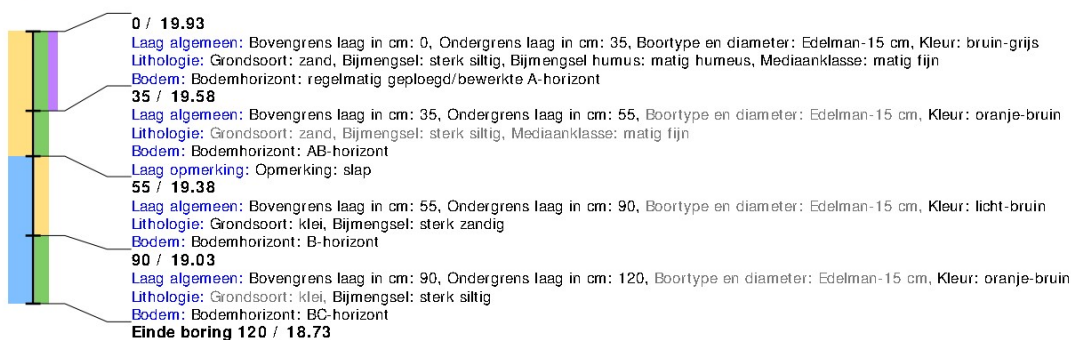 0 / 19.93
Laag algemeen: Bovengrens laag in cm: 0, Ondergrens laag in cm: 35, Boortype en diameter: Edelman-15 cm, Kleur: bruin-grijs
Lithologie: Grondsoort: zand, Bijmengsel: sterk siltig, Bijmengsel humus: matig humeus, Mediaanklasse: matig fijn
Bodem: Bodemhorizont: regelmatig geploegd/bewerkte A-horizont
35 / 19.58
Laag algemeen: Bovengrens laag in cm: 35, Ondergrens laag in cm: 55, Boortype en diameter: Edelman-15 cm, Kleur: oranje-bruin
Lithologie: Grondsoort: zand, Bijmengsel: sterk siltig, Mediaanklasse: matig fijn
Bodem: Bodemhorizont: AB-horizont
Laag opmerking: Opmerking: slap
55 / 19.38
Laag algemeen: Bovengrens laag in cm: 55, Ondergrens laag in cm: 90, Boortype en diameter: Edelman-15 cm, Kleur: licht-bruin
Lithologie: Grondsoort: klei, Bijmengsel: sterk zandig
Bodem: Bodemhorizont: B-horizont
90 / 19.03
Laag algemeen: Bovengrens laag in cm: 90, Ondergrens laag in cm: 120, Boortype en diameter: Edelman-15 cm, Kleur: oranje-bruin
Lithologie: Grondsoort: klei, Bijmengsel: sterk siltig
Bodem: Bodemhorizont: BC-horizont
Einde boring 120 / 18.73